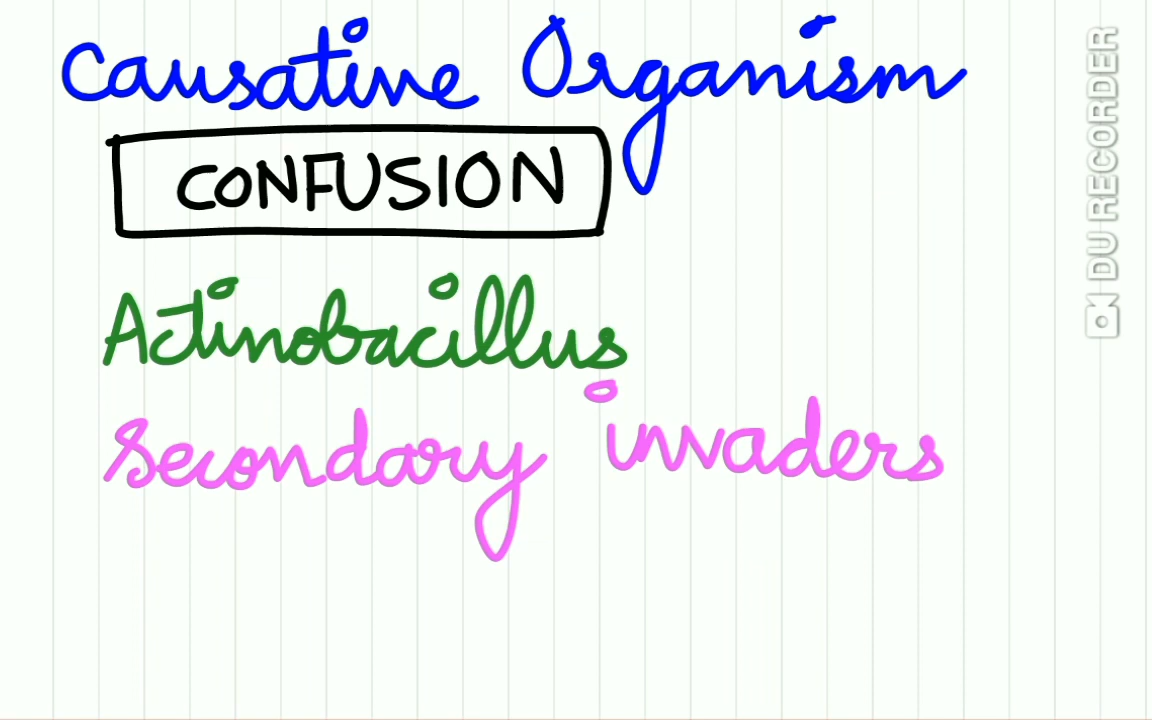 Causative Organism
CONFUSION
Actinobacillus
Secondary invaders
DU RECORDER